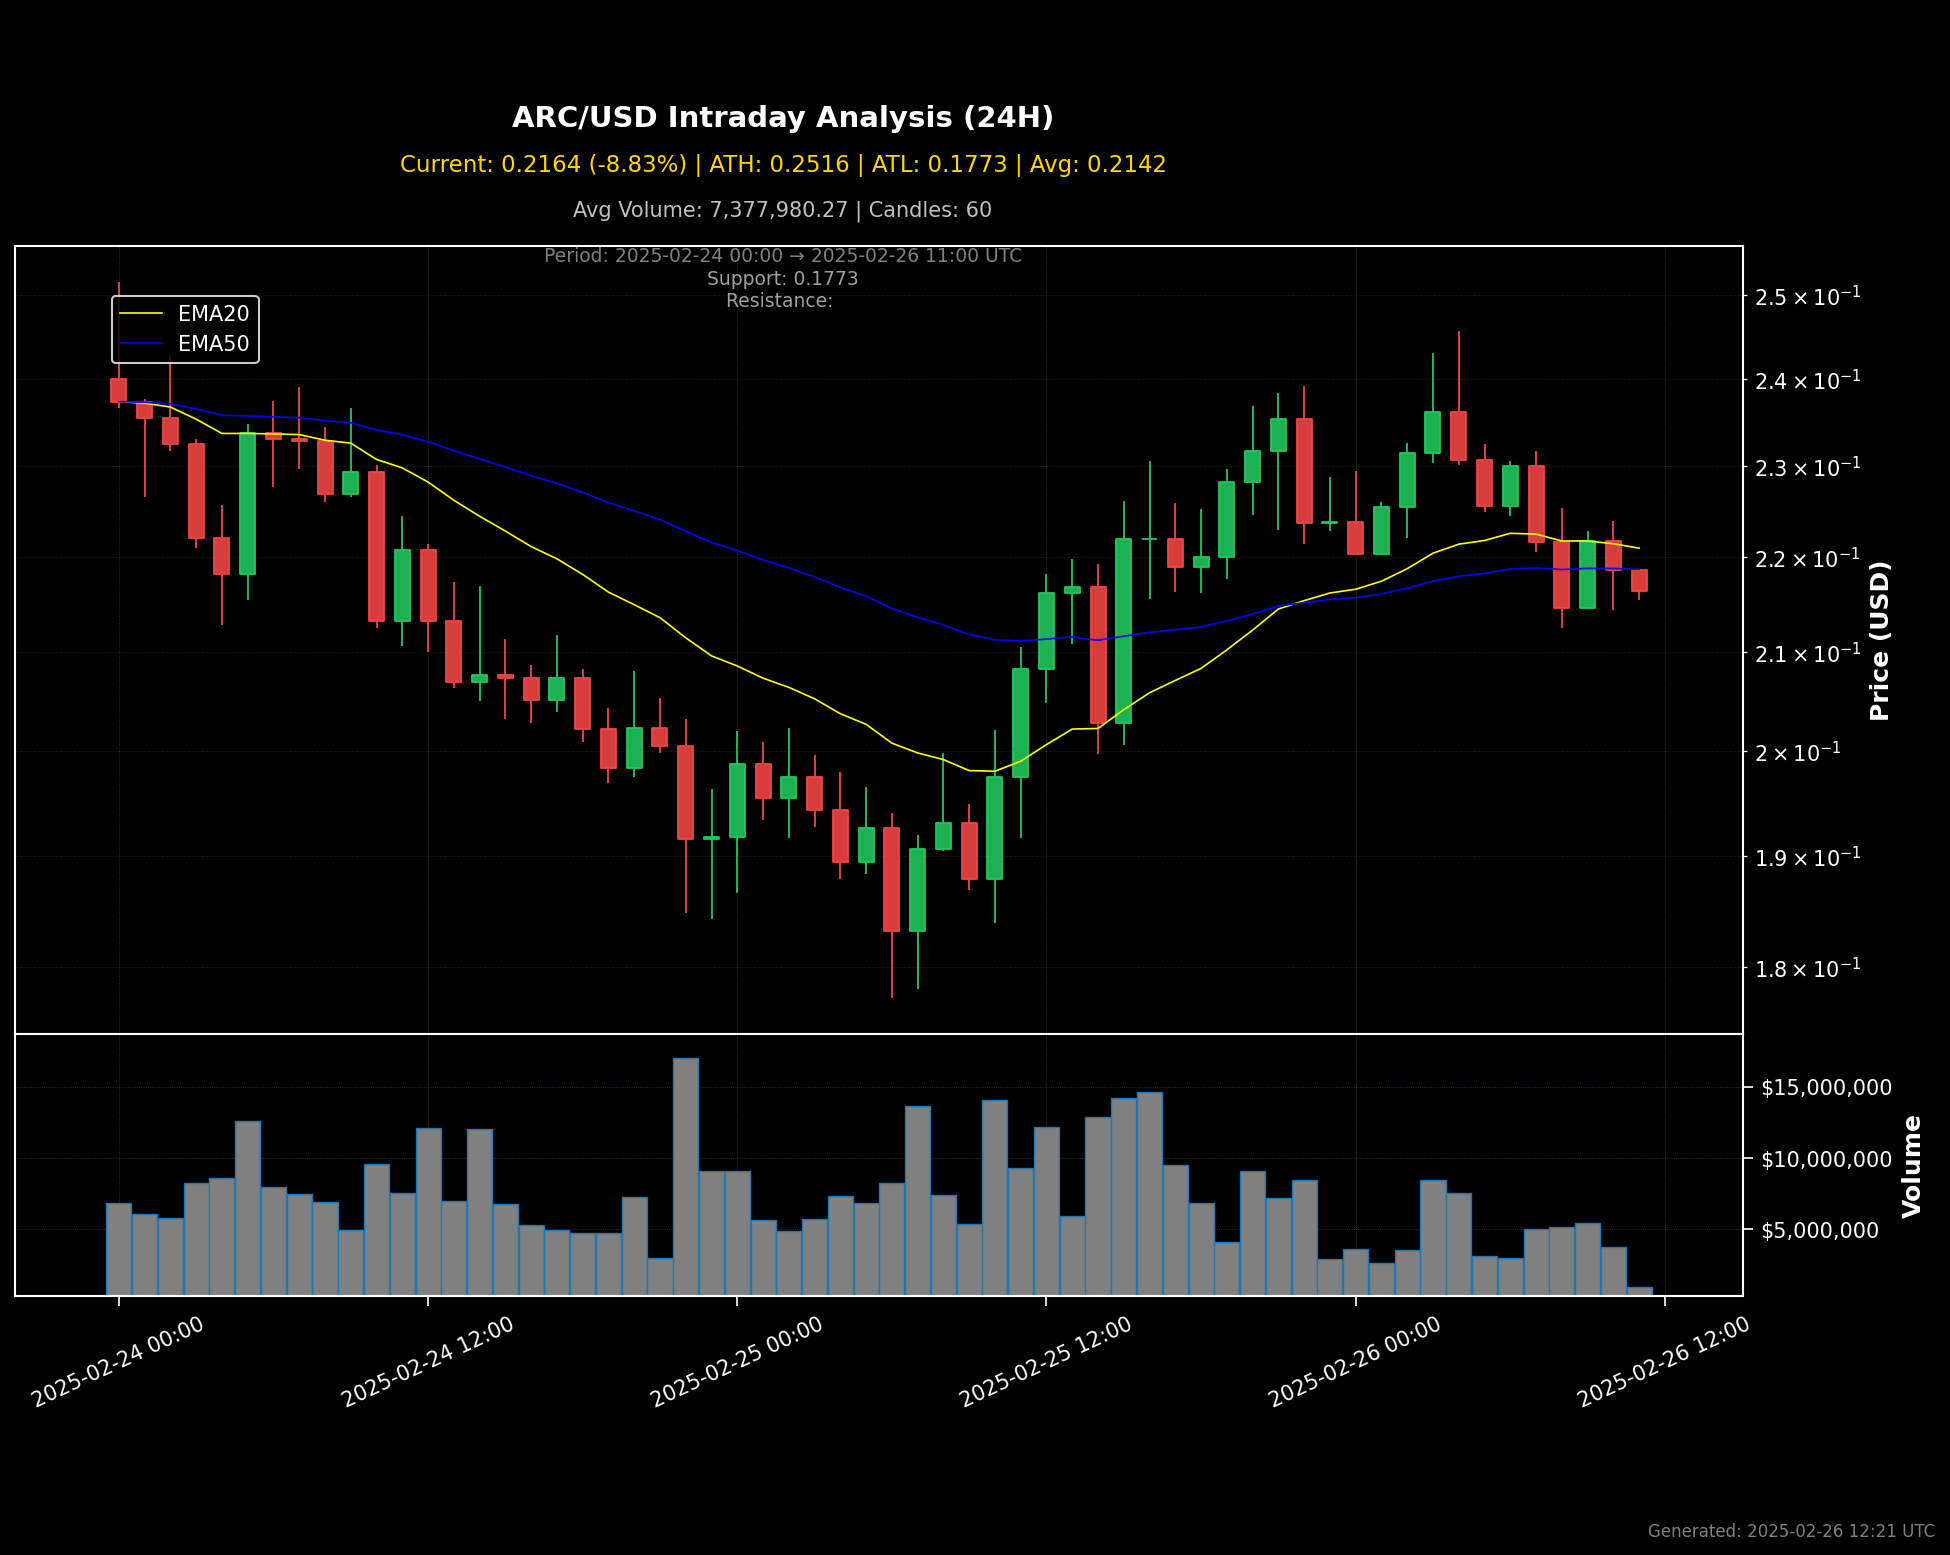 ARC/USD Intraday Analysis (24H)
Current: 0.2164 (-8.83%) | ATH: 0.2516 | ATL: 0.1773 | Avg: 0.2142
Avg Volume: 7,377,980.27 | Candles: 60
Period: 2025-02-24 00:00 → 2025-02-26 11:00 UTC
Support: 0.1773
Resistance:
EMA20
EMA50
2.5 × 10⁻¹
2.4 × 10⁻¹
2.3 × 10⁻¹
2.2 × 10⁻¹
2.1 × 10⁻¹
2 × 10⁻¹
1.9 × 10⁻¹
1.8 × 10⁻¹
Price (USD)
$15,000,000
$10,000,000
$5,000,000
Volume
2025-02-24 00:00
2025-02-24 12:00
2025-02-25 00:00
2025-02-25 12:00
2025-02-26 00:00
2025-02-26 12:00
Generated: 2025-02-26 12:21 UTC